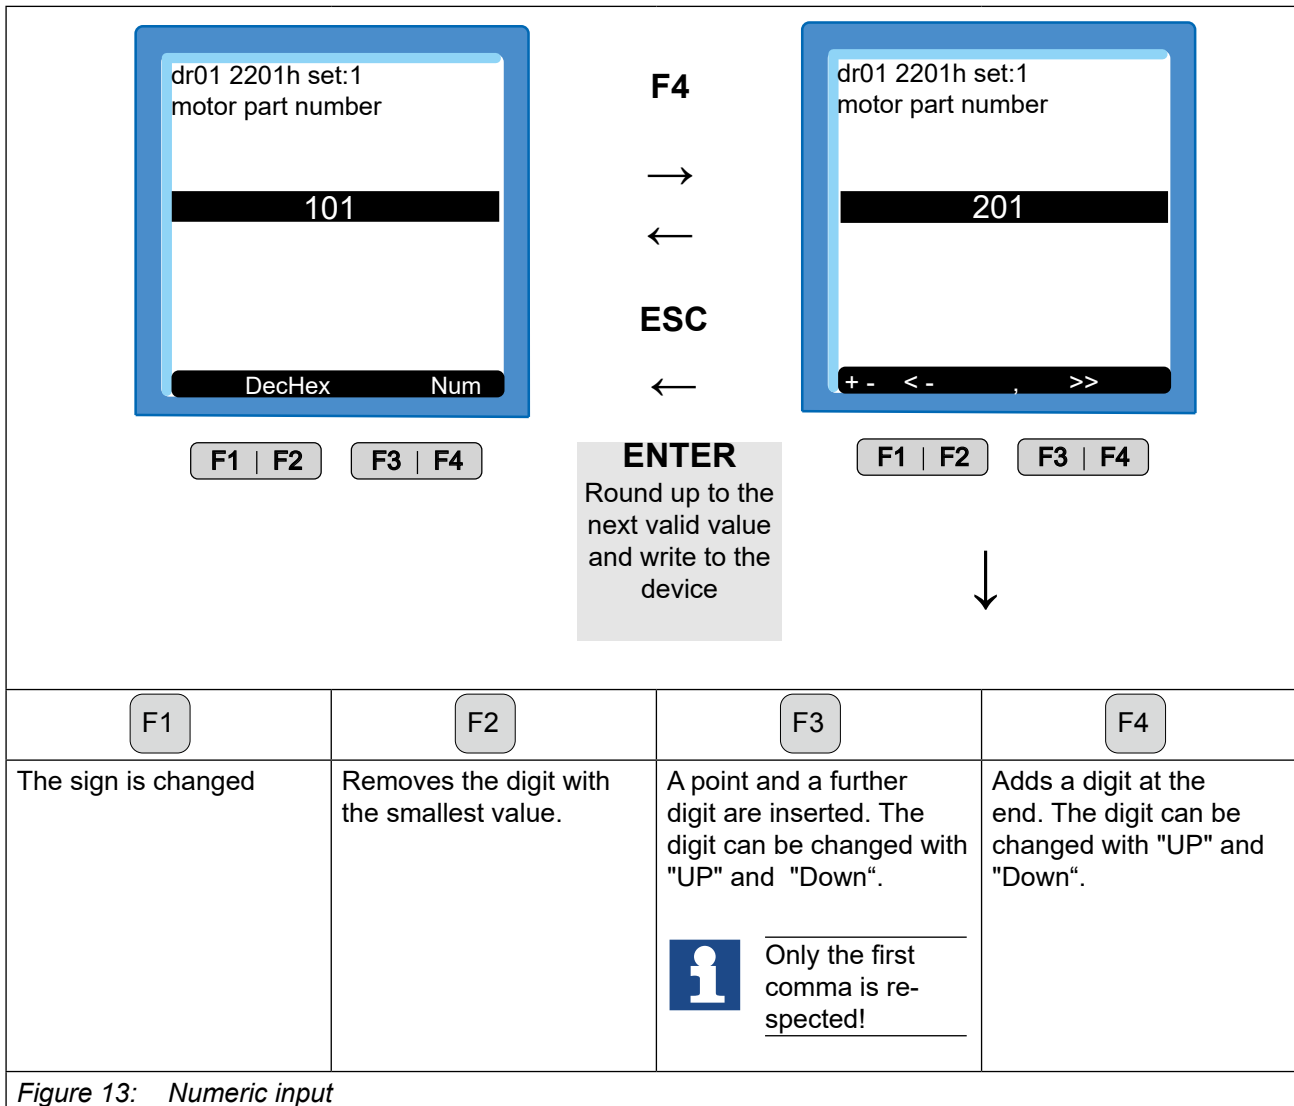 dr01 2201h set:1
motor part number
101
DecHex Num
F1 | F2 F3 | F4
F4
→
←
ESC
←
ENTER
Round up to the
next valid value
and write to the
device
dr01 2201h set:1
motor part number
201
+ - < - , >>
F1 | F2 F3 | F4
↓
F1
F2
F3
F4
The sign is changed
Removes the digit with
the smallest value.
A point and a further
digit are inserted. The
digit can be changed with
"UP" and "Down“.
Only the first
comma is re-
spected!
Adds a digit at the
end. The digit can be
changed with "UP" and
"Down“.
Figure 13: Numeric input